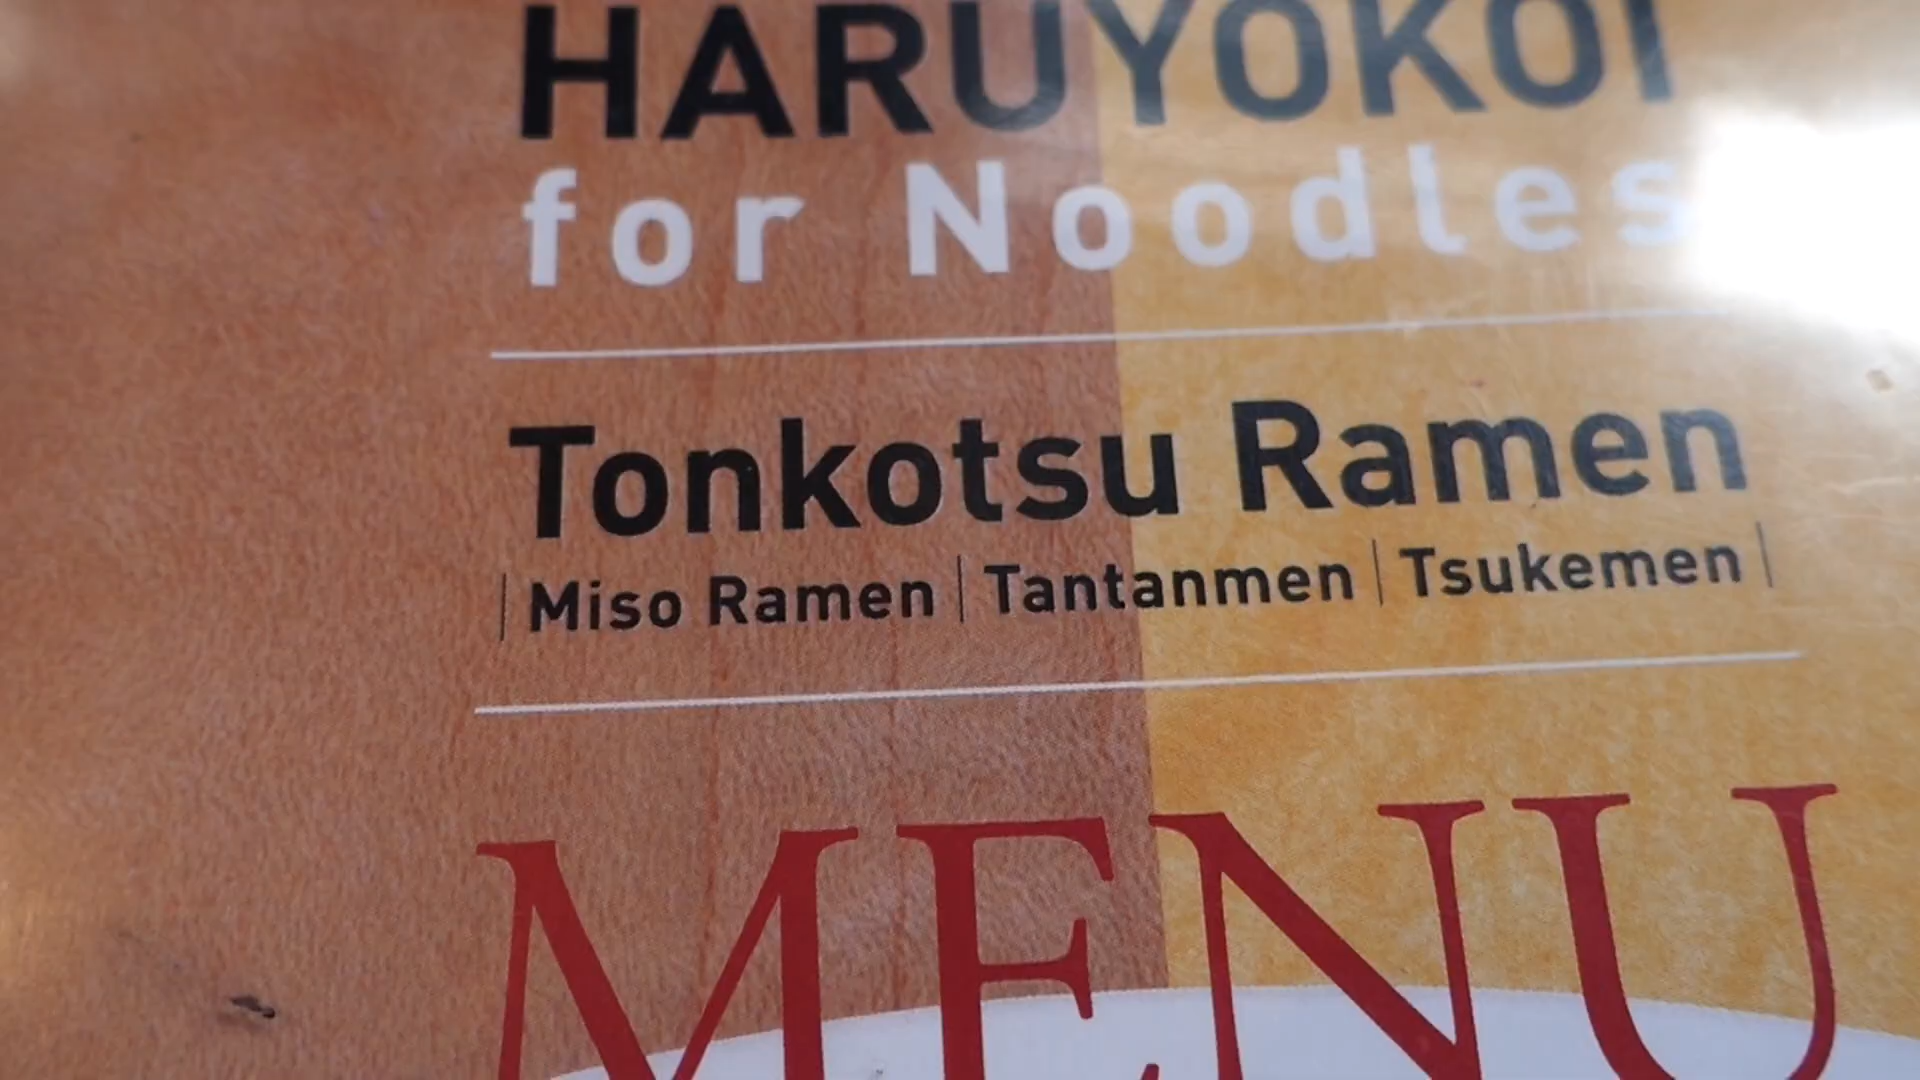 HARUYOKOI
for Noodles
Tonkotsu Ramen
| Miso Ramen | Tantanmen | Tsukemen |
MENU